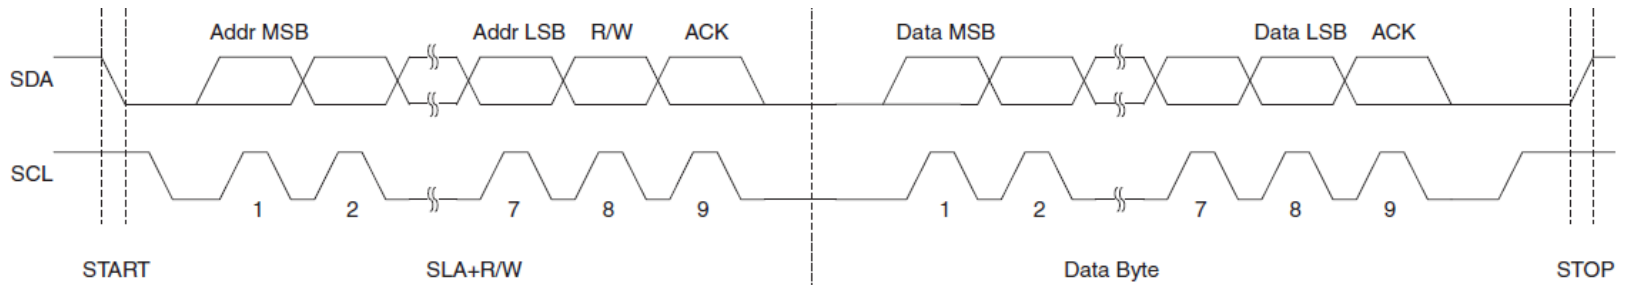 Addr MSB Addr LSB R/W ACK Data MSB Data LSB ACK
SDA
SCL
1 2 7 8 9 1 2 7 8 9
START SLA+R/W Data Byte STOP